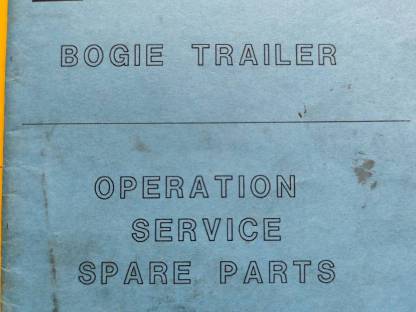 BOGIE TRAILER
OPERATION
SERVICE
SPARE PARTS